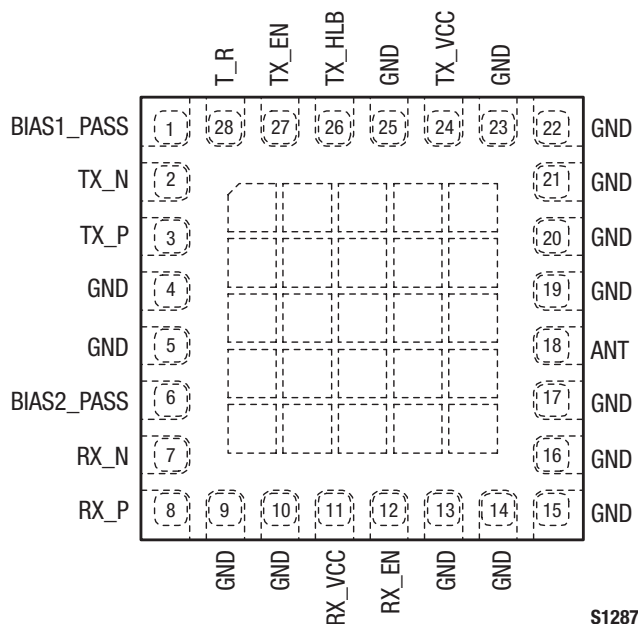 T_R
TX_EN
TX_HLB
GND
TX_VCC
GND
BIAS1_PASS 1 28 27 26 25 24 23 22 GND
TX_N 2 21 GND
TX_P 3 20 GND
GND 4 19 GND
GND 5 18 ANT
BIAS2_PASS 6 17 GND
RX_N 7 16 GND
RX_P 8 9 10 11 12 13 14 15 GND
GND
GND
RX_VCC
RX_EN
GND
GND
S1287